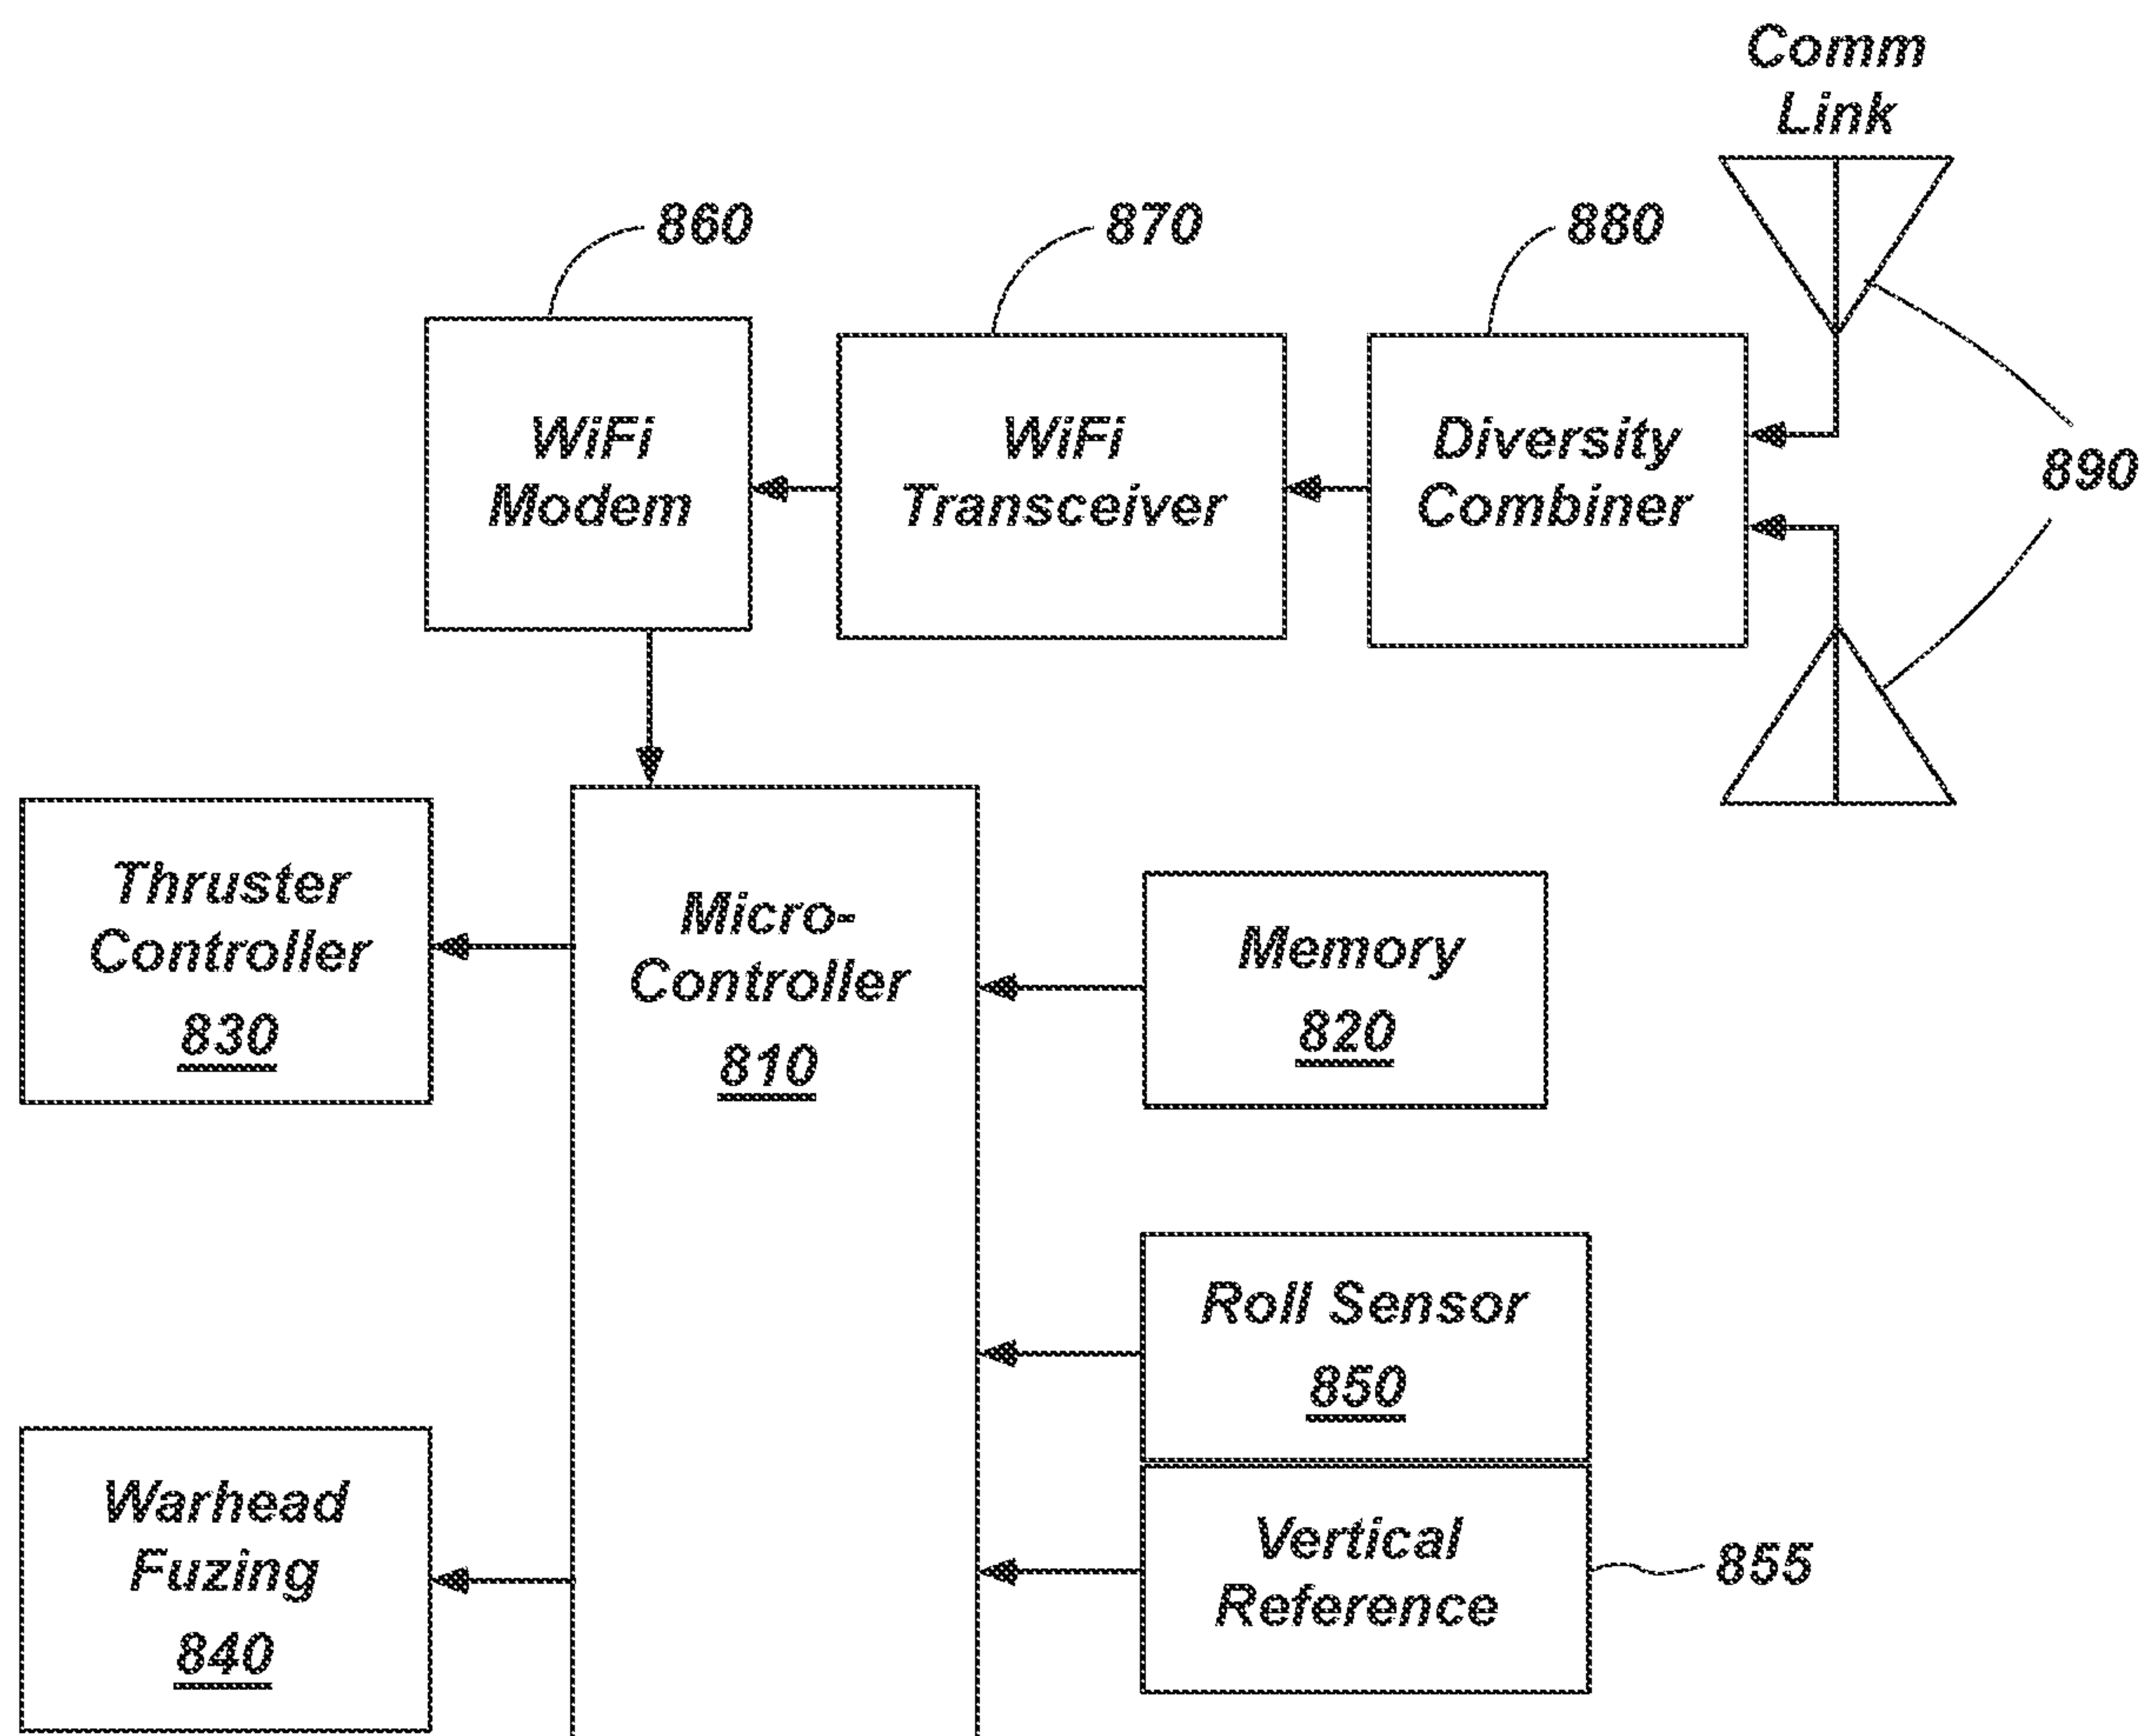 Comm
Link
860
870
880
WiFi
Modem
WiFi
Transceiver
Diversity
Combiner
890
Thruster
Controller
830
Micro-
Controller
810
Memory
820
Roll Sensor
850
Warhead
Fuzing
840
Vertical
Reference
855